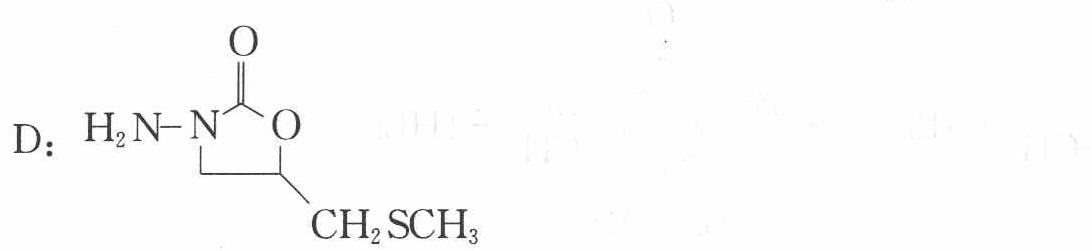 O
D: H₂N-N O
CH₂SCH₃